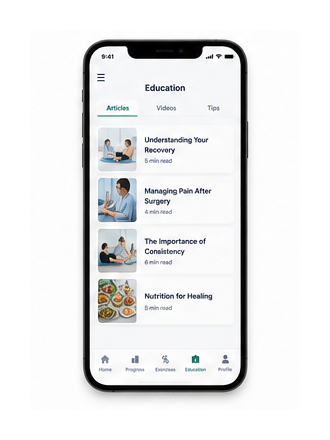 9:41
Education
Articles
Videos
Tips
Understanding Your
Recovery
5 min read
Managing Pain After
Surgery
4 min read
The Importance of
Consistency
6 min read
Nutrition for Healing
5 min read
Home
Progress
Exercises
Education
Profile